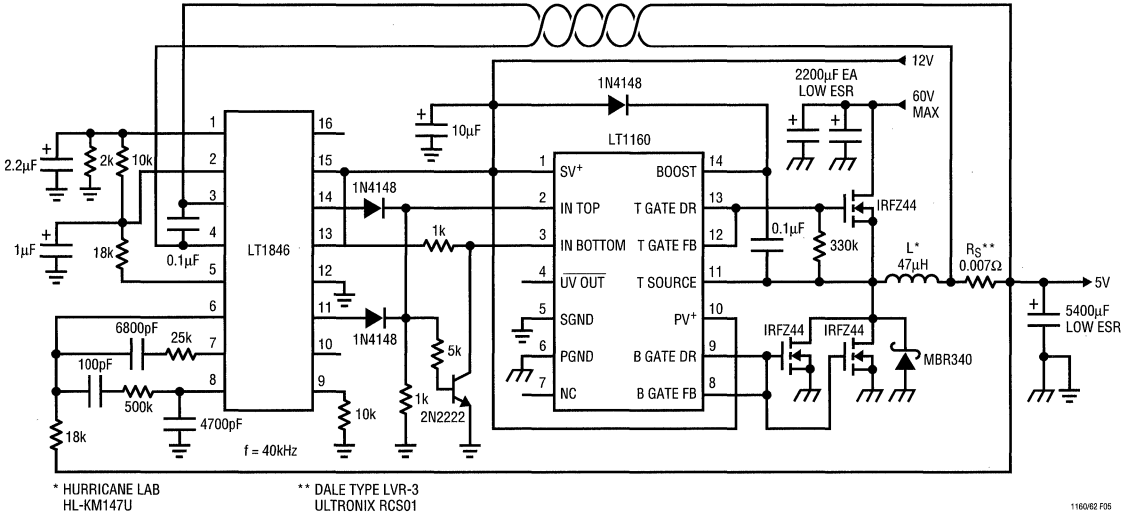 12V
2200µF EA
LOW ESR
60V
MAX
1N4148
+
10µF
LT1160
+
+
1
2
3
4
5
6
7
8
16
15
14
13
12
11
10
9
LT1846
+
2.2µF
2k
10k
+
1µF
18k
0.1µF
1N4148
1k
1N4148
5k
1k
2N2222
10k
6800pF
25k
100pF
500k
4700pF
18k
f = 40kHz
1
SV+
2
IN TOP
3
IN BOTTOM
4
UV OUT
5
SGND
6
PGND
7
NC
BOOST
14
T GATE DR
13
T GATE FB
12
T SOURCE
11
PV+
10
B GATE DR
9
B GATE FB
8
0.1µF
330k
IRFZ44
L*
47µH
RS**
0.007Ω
5V
+
5400µF
LOW ESR
IRFZ44
IRFZ44
MBR340
* HURRICANE LAB
HL-KM147U
** DALE TYPE LVR-3
ULTRONIX RCS01
1160/62 F05